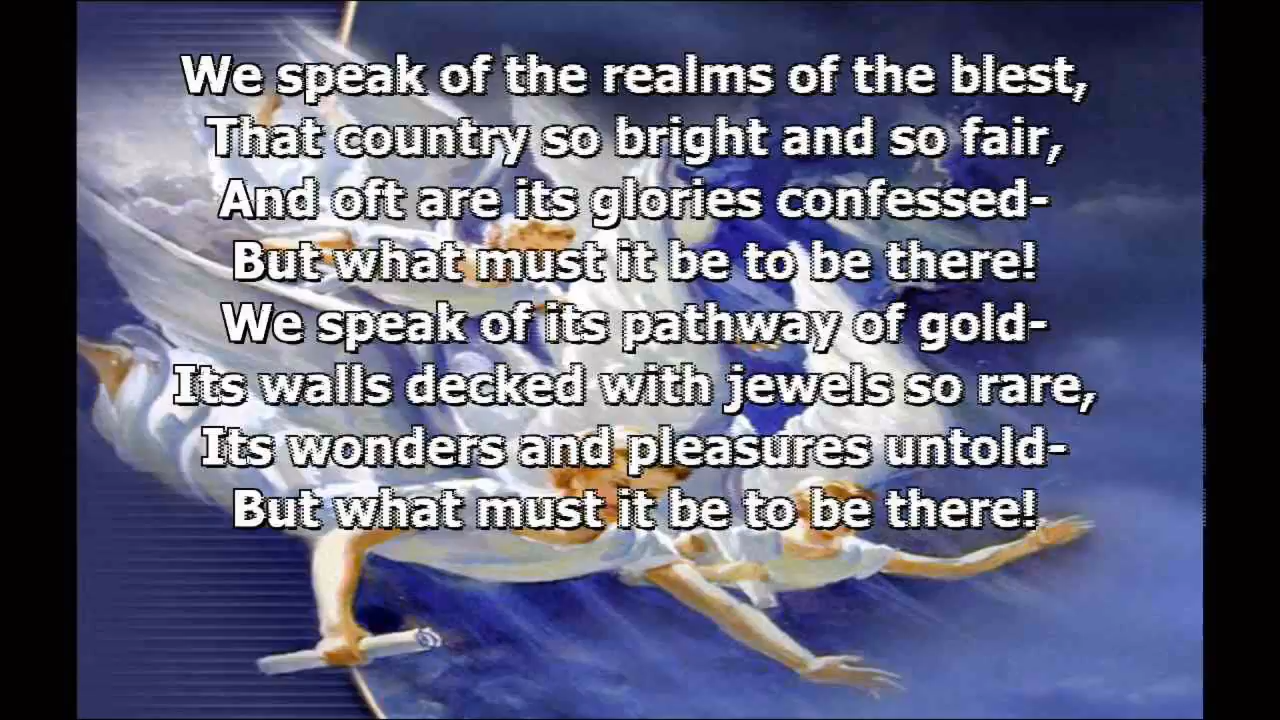 We speak of the realms of the blest,
That country so bright and so fair,
And oft are its glories confessed-
But what must it be to be there!
We speak of its pathway of gold-
Its walls decked with jewels so rare,
Its wonders and pleasures untold-
But what must it be to be there!